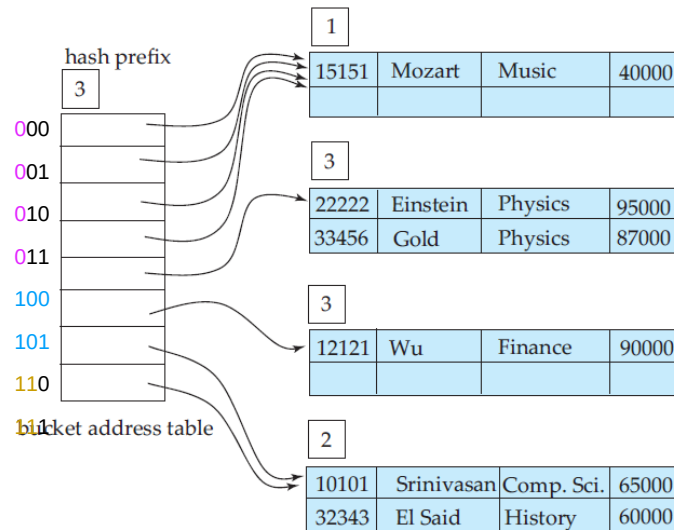 1
hash prefix
15151 Mozart Music 40000
3
000
001
3
010
22222 Einstein Physics 95000
33456 Gold Physics 87000
011
100
3
101
12121 Wu Finance 90000
110
111
bucket address table
2
10101 Srinivasan Comp. Sci. 65000
32343 El Said History 60000